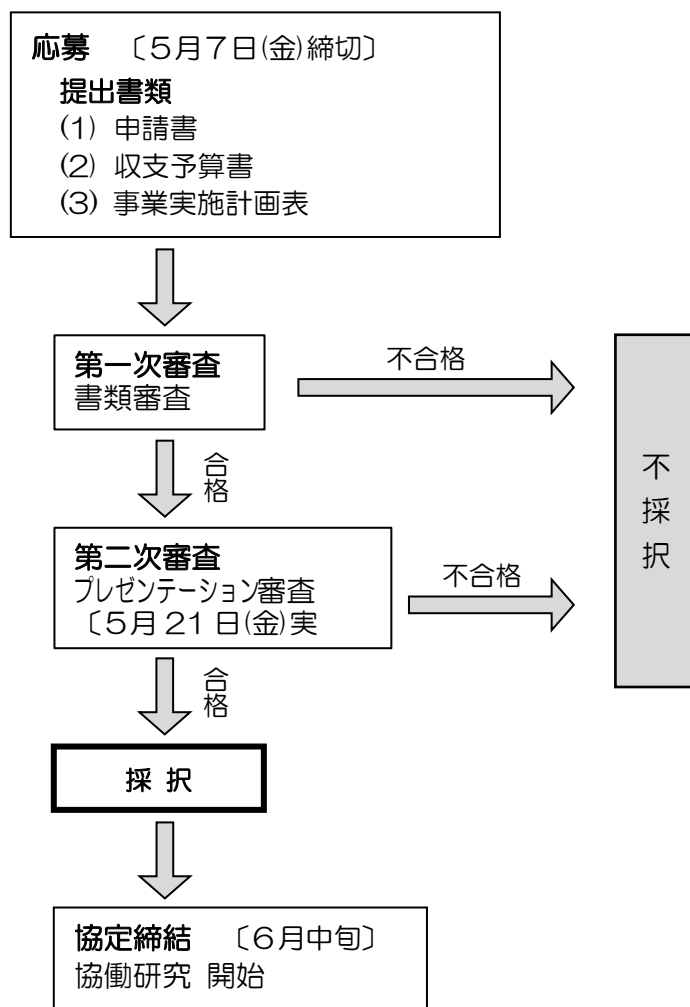 応募 〔5月7日(金)締切〕
提出書類
(1) 申請書
(2) 収支予算書
(3) 事業実施計画表
第一次審査
書類審査
不合格
合格
不採択
第二次審査
プレゼンテーション審査
〔5月21日(金)実
不合格
合格
採 択
協定締結 〔6月中旬〕
協働研究 開始